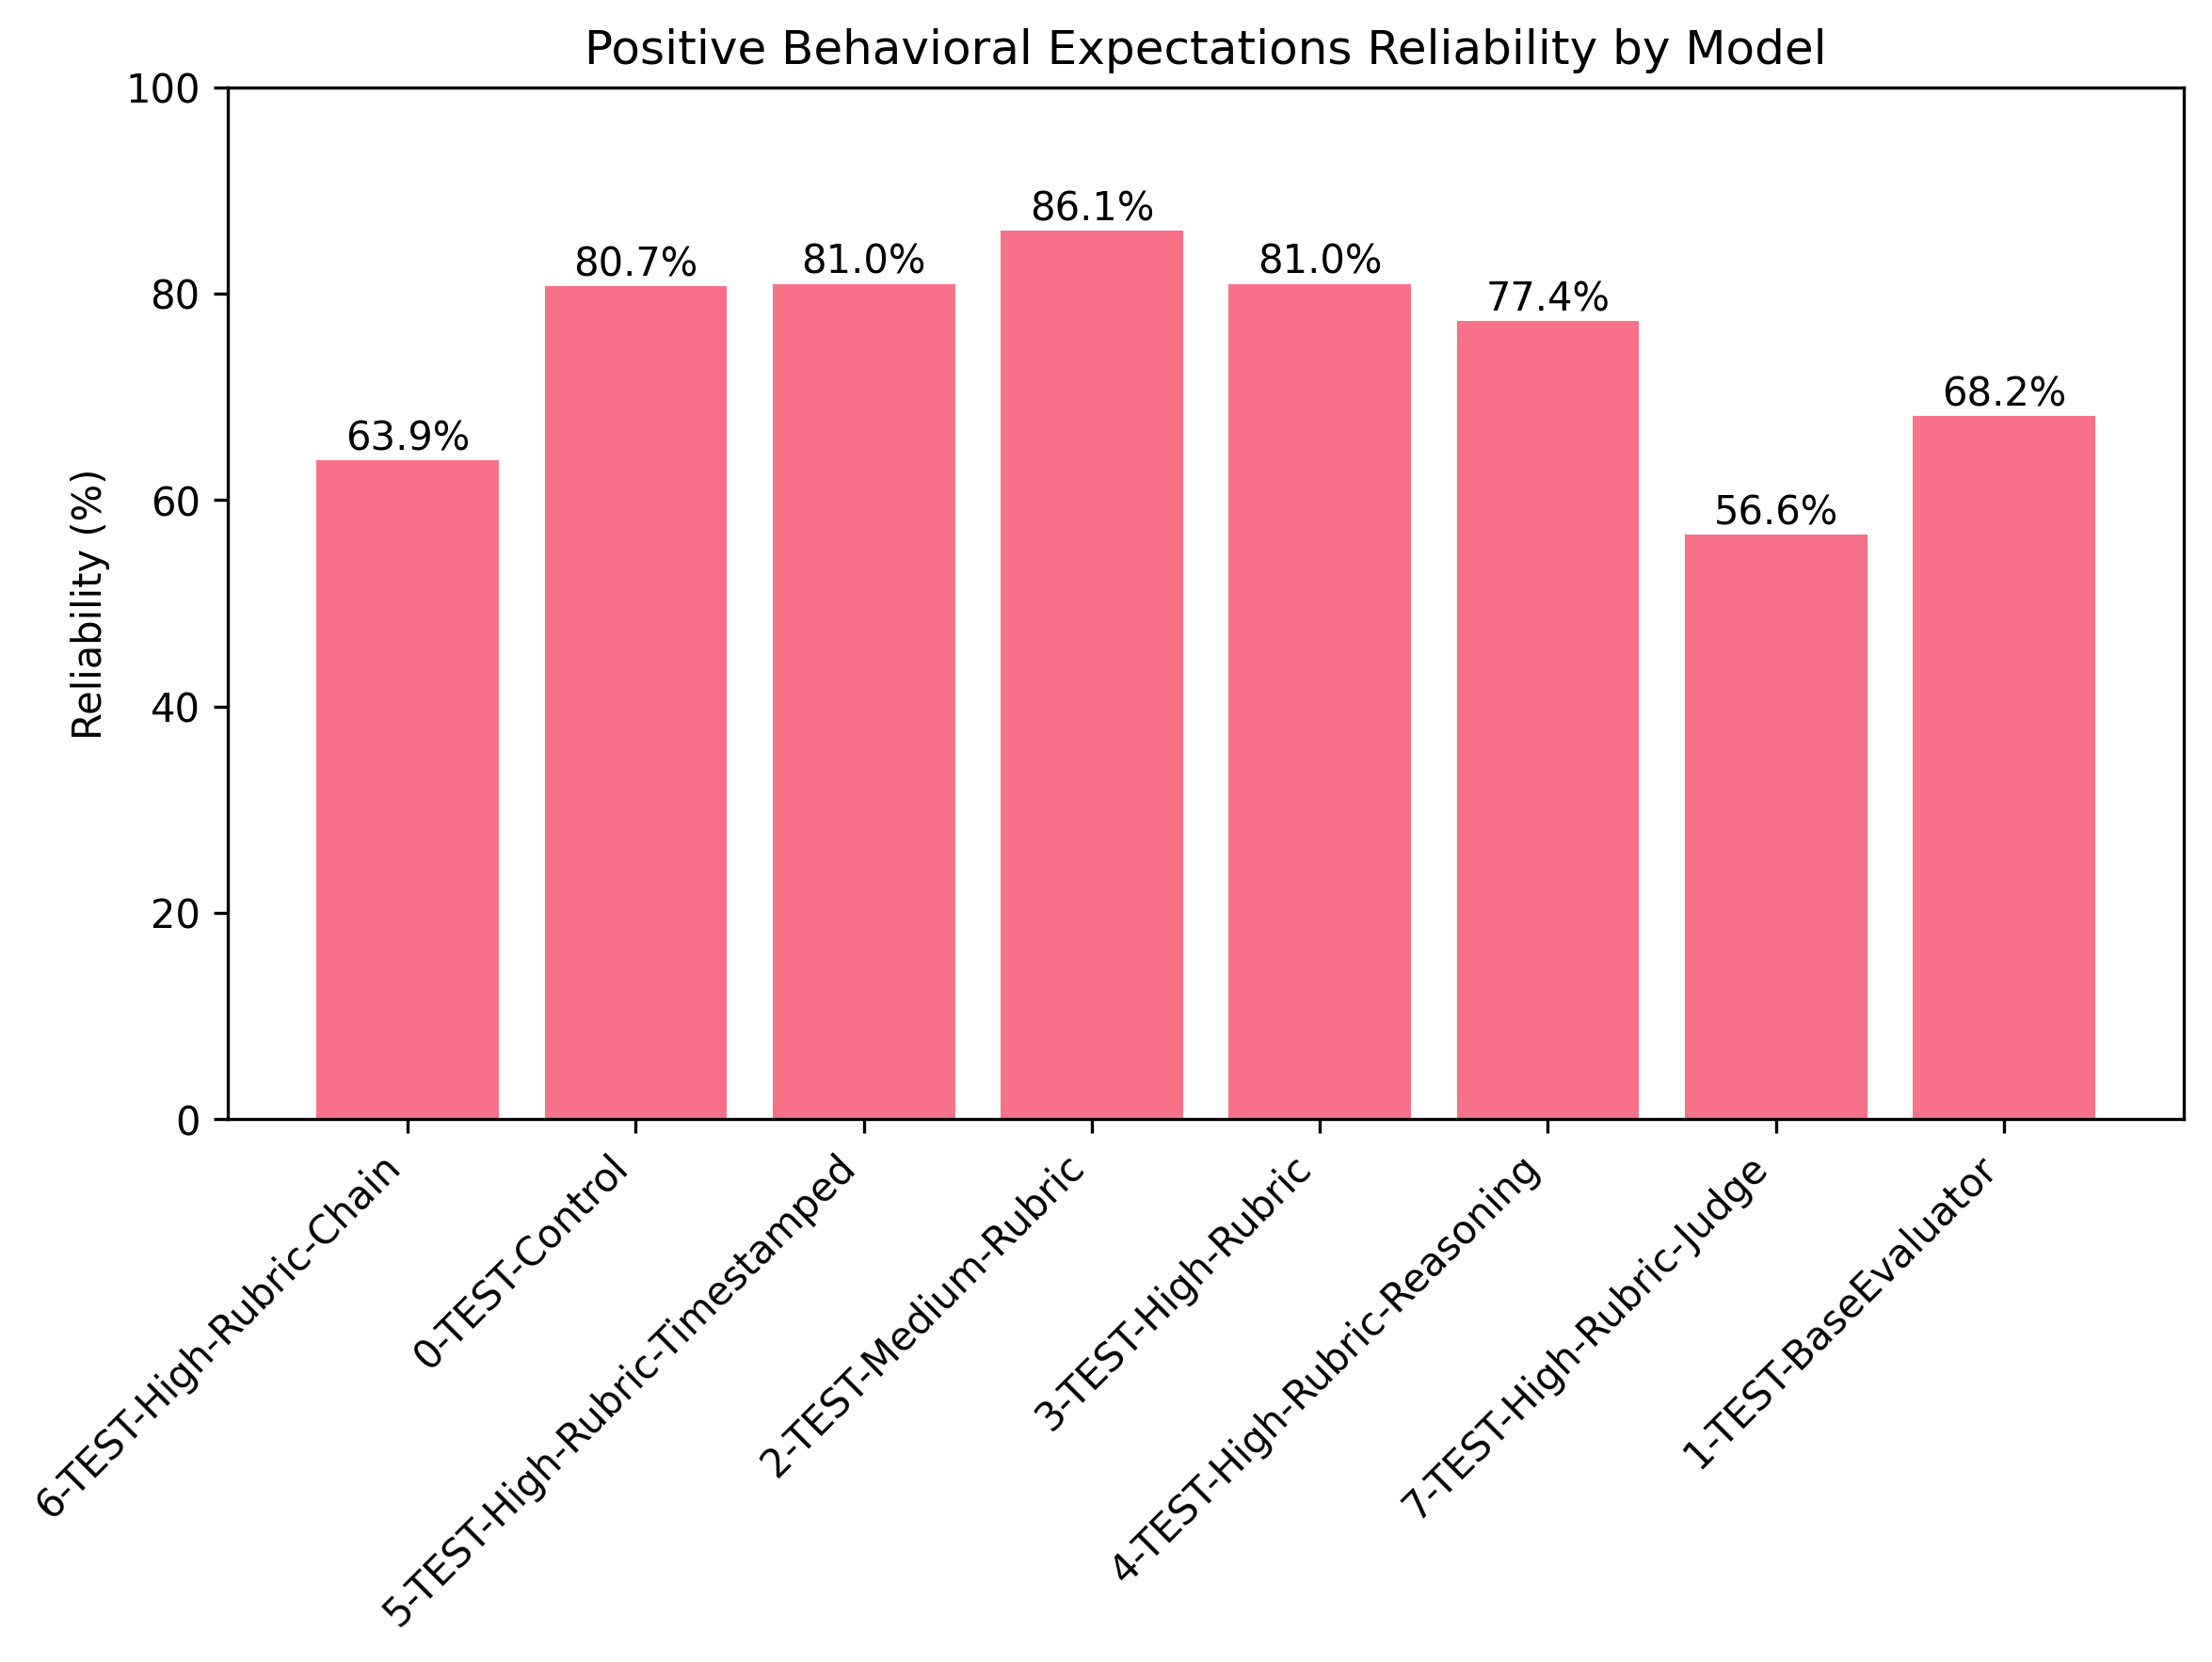 Positive Behavioral Expectations Reliability by Model
Reliability (%)
100
80
60
40
20
0
63.9%
80.7%
81.0%
86.1%
81.0%
77.4%
56.6%
68.2%
6-TEST-High-Rubric-Chain
0-TEST-Control
5-TEST-High-Rubric-Timestamped
2-TEST-Medium-Rubric
3-TEST-High-Rubric
4-TEST-High-Rubric-Reasoning
7-TEST-High-Rubric-Judge
1-TEST-BaseEvaluator